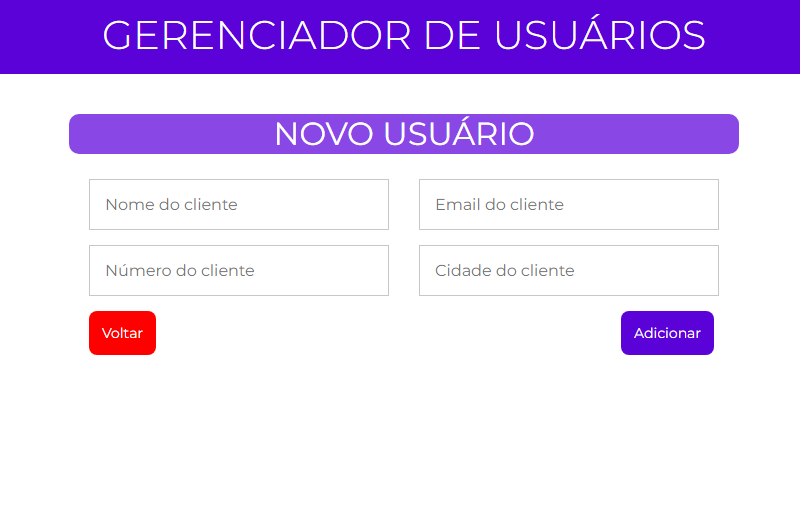 GERENCIADOR DE USUÁRIOS
NOVO USUÁRIO
Nome do cliente
Email do cliente
Número do cliente
Cidade do cliente
Voltar
Adicionar